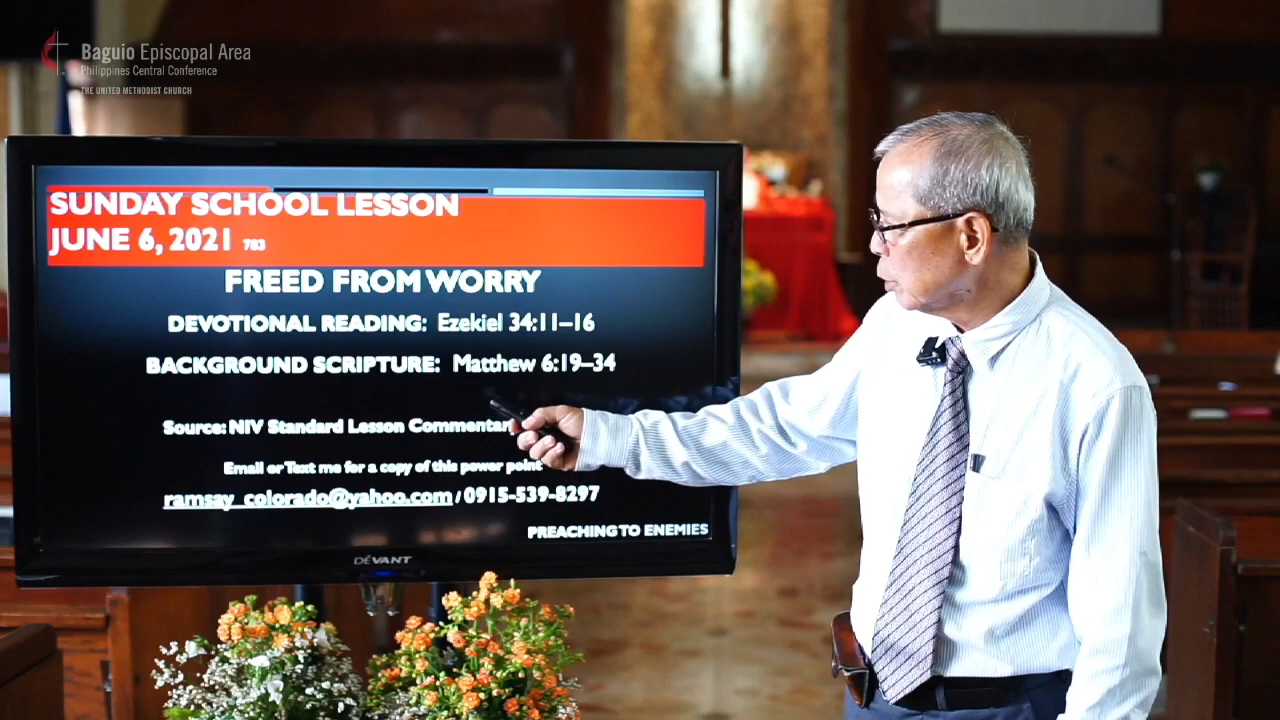 Baguio Episcopal Area
Philippines Central Conference
THE UNITED METHODIST CHURCH
SUNDAY SCHOOL LESSON
JUNE 6, 2021 703
FREED FROM WORRY
DEVOTIONAL READING: Ezekiel 34:11–16
BACKGROUND SCRIPTURE: Matthew 6:19–34
Source: NIV Standard Lesson
Email or Text me for a copy of this power point
ramsay_colorado@yahoo.com / 0915-539-8297
PREACHING TO ENEMIES
DEVANT